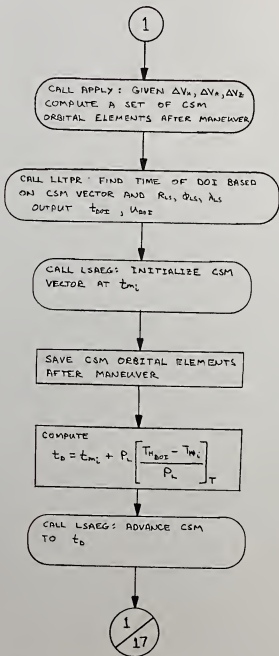 1
CALL APPLY: GIVEN ΔVx, ΔVY, ΔVZ
COMPUTE A SET OF CSM
ORBITAL ELEMENTS AFTER MANEUVER
CALL LLTPR: FIND TIME OF DOI BASED
ON CSM VECTOR AND RLS, ΦLS, λLS
OUTPUT tDOI, UDOI
CALL LSAEG: INITIALIZE CSM
VECTOR AT tmi
SAVE CSM ORBITAL ELEMENTS
AFTER MANEUVER
COMPUTE
tD = tmi + PL [ (THDOI - THi) / PL ]T
CALL LSAEG: ADVANCE CSM
TO tD
1
17